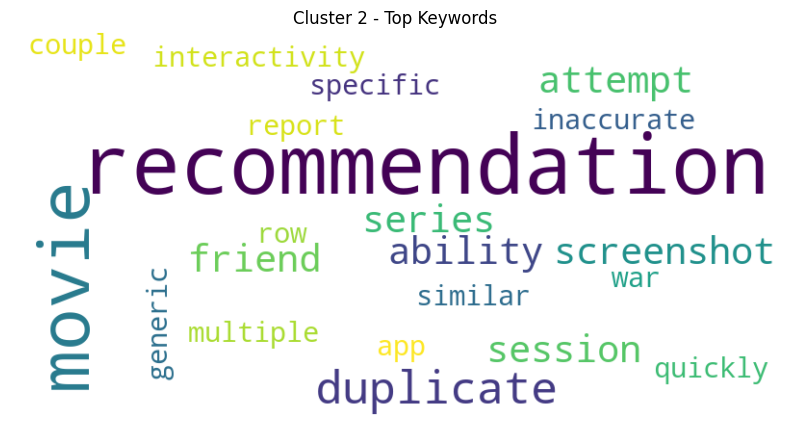 Cluster 2 - Top Keywords
couple
interactivity
specific
attempt
report
inaccurate
recommendation
movie
series
row
friend
ability
screenshot
generic
similar
war
multiple
app
session
quickly
duplicate